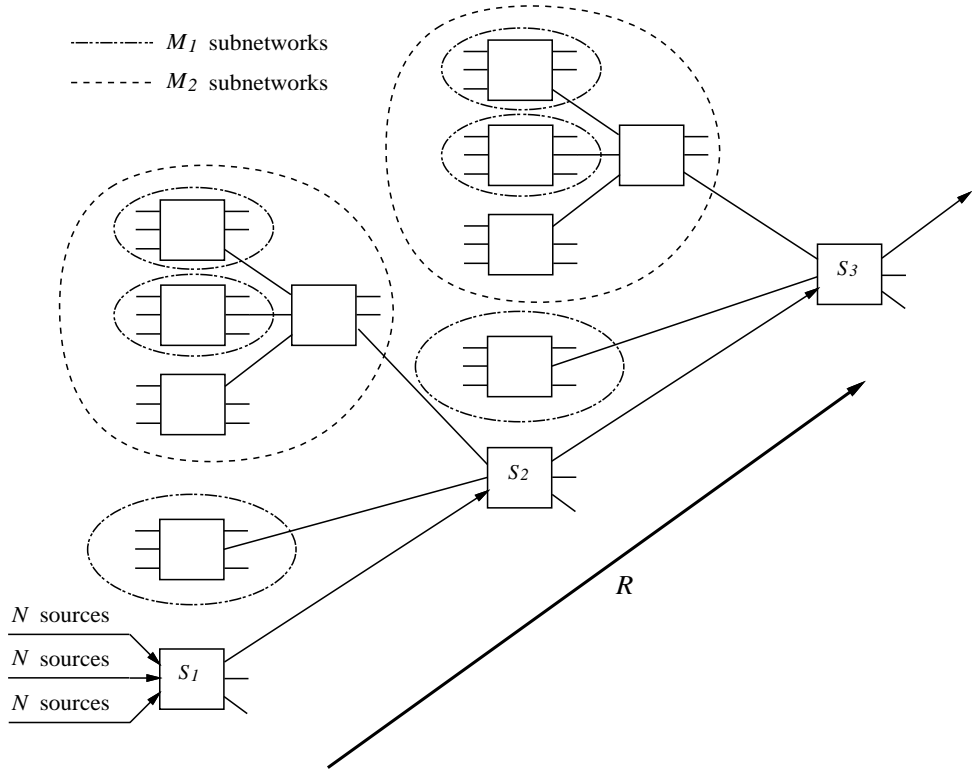 M1 subnetworks
M2 subnetworks
S3
S2
R
N sources
N sources
S1
N sources